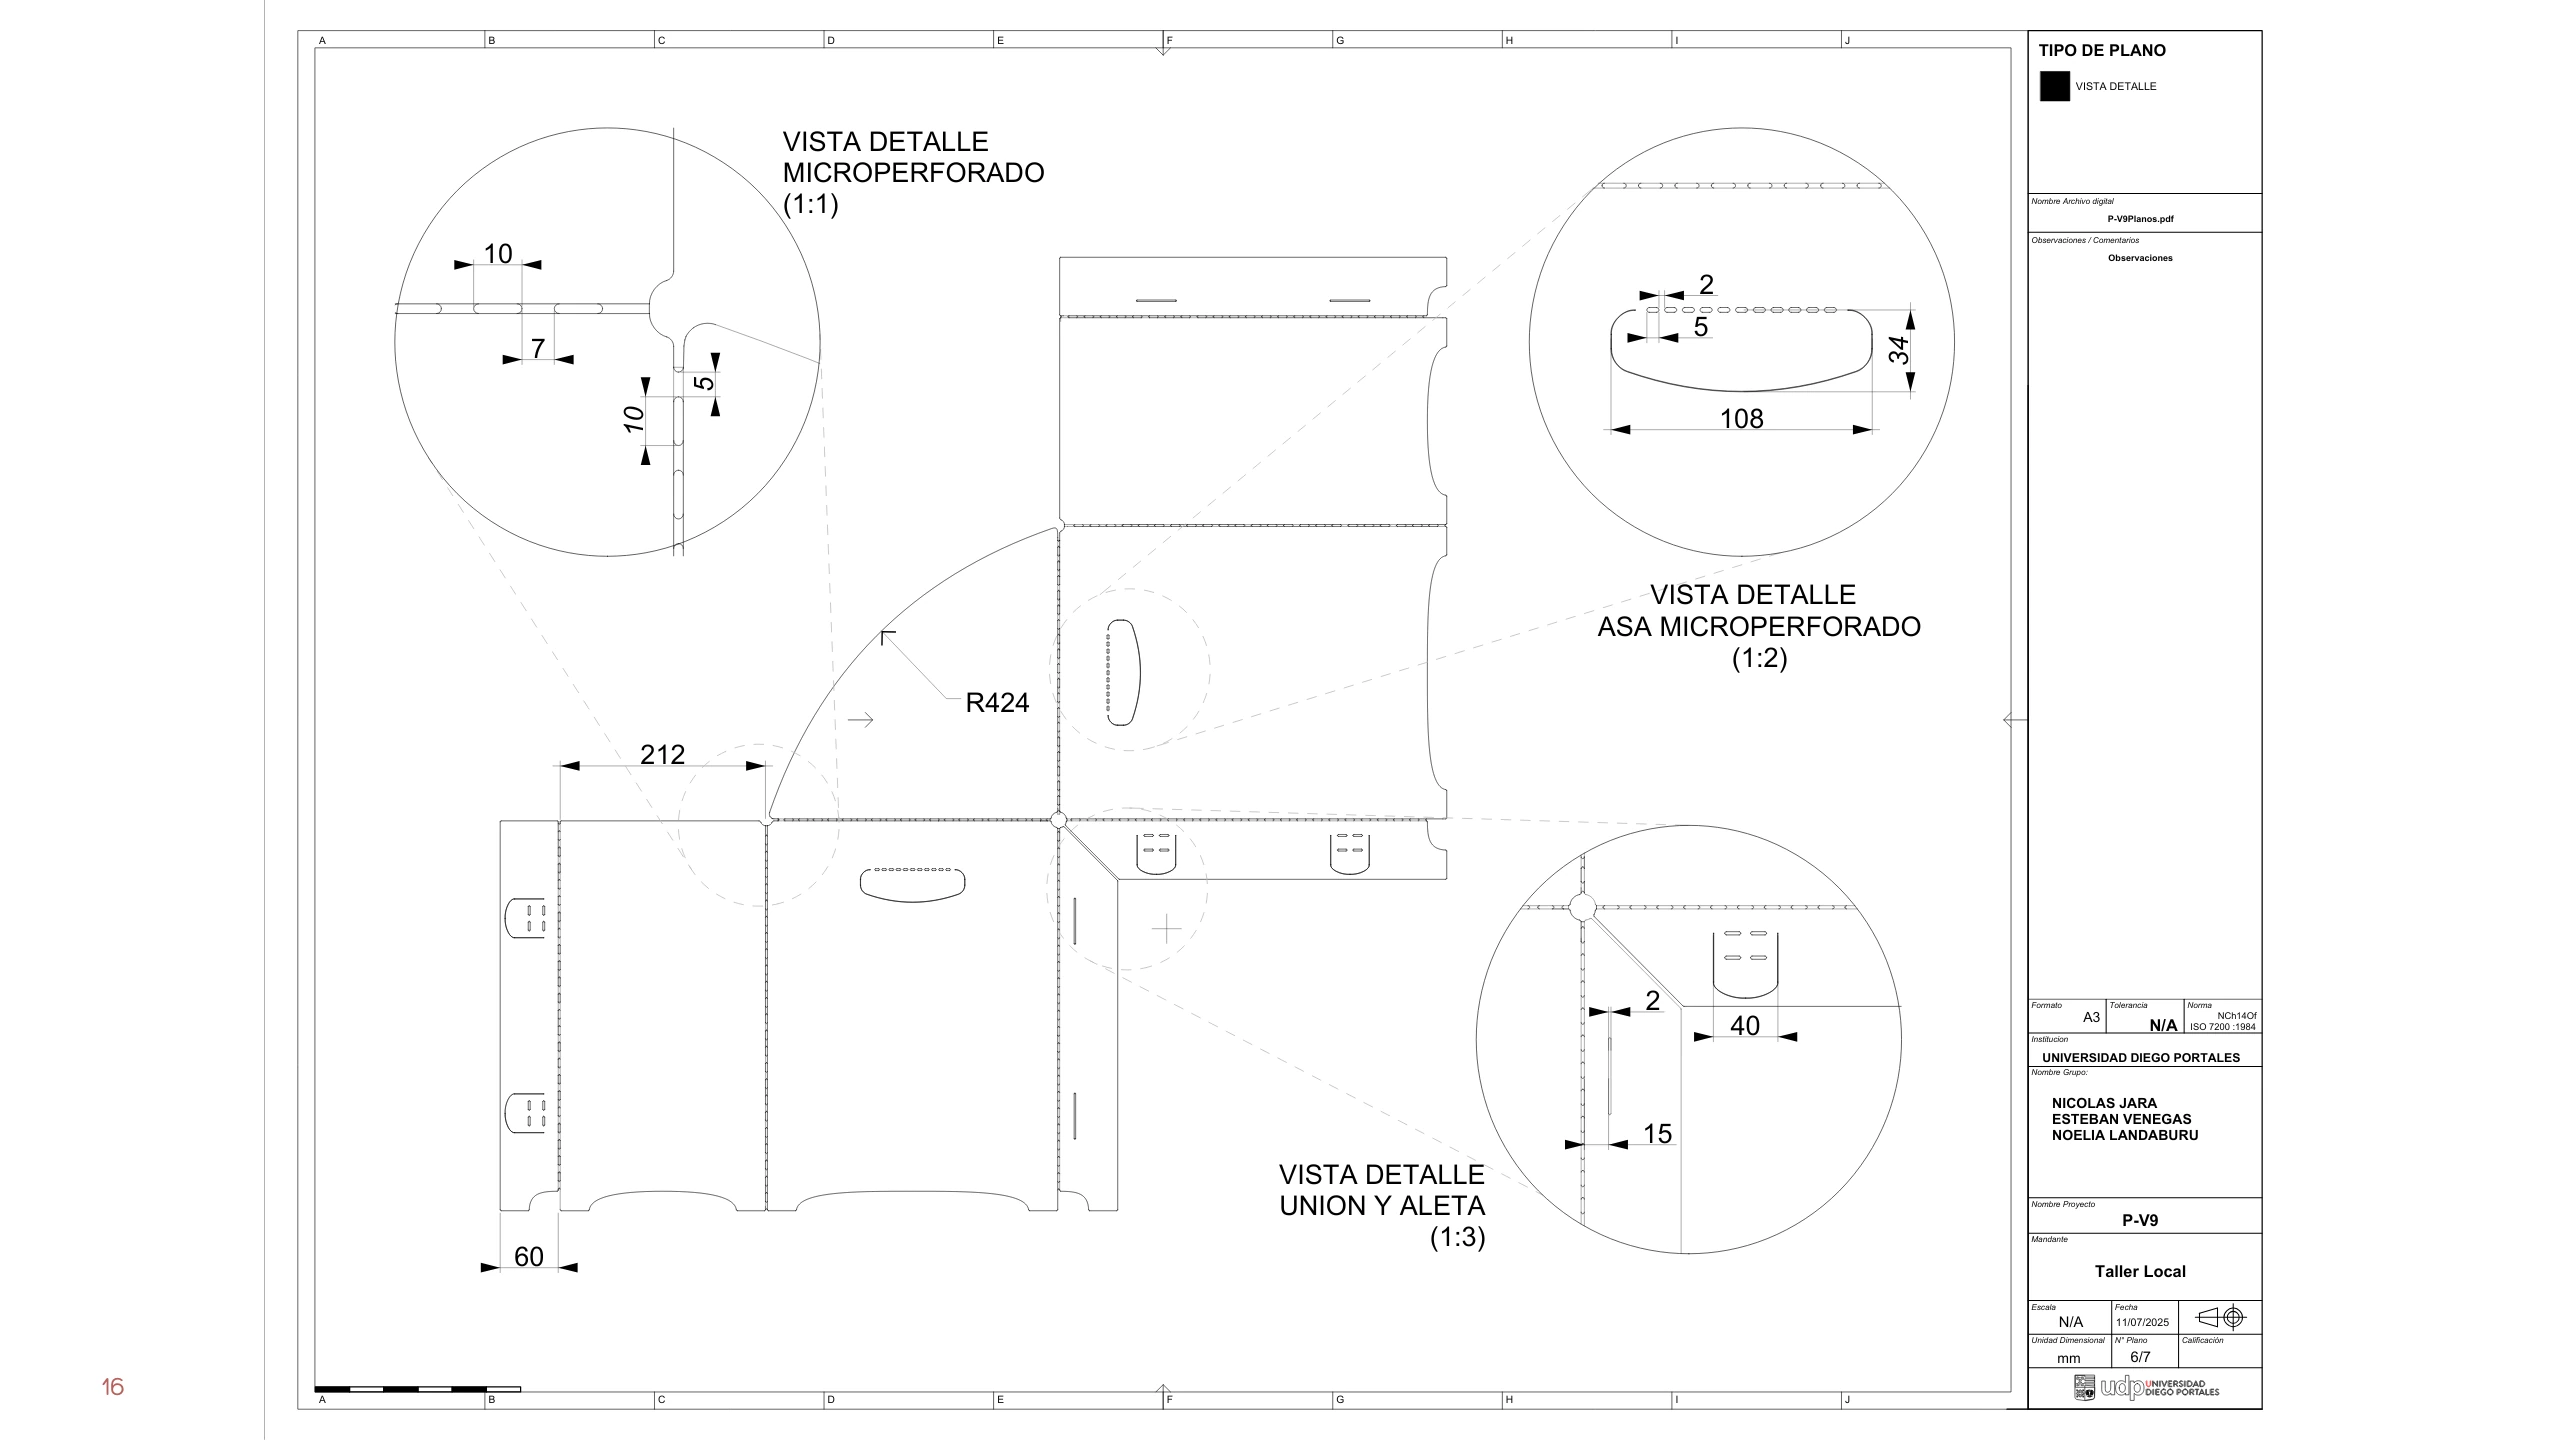 A B C D E F G H I J
VISTA DETALLE
MICROPERFORADO
(1:1)
10
7
5
10
2
5
34
108
VISTA DETALLE
ASA MICROPERFORADO
(1:2)
R424
212
2
40
15
VISTA DETALLE
UNION Y ALETA
(1:3)
60
16
A B C D E F G H I J
TIPO DE PLANO
VISTA DETALLE
Nombre Archivo digital
P-V9Planos.pdf
Observaciones / Comentarios
Observaciones
Formato
A3
Tolerancia
N/A
Norma
NCh14Of
ISO 7200 :1984
Institucion
UNIVERSIDAD DIEGO PORTALES
Nombre Grupo:
NICOLAS JARA
ESTEBAN VENEGAS
NOELIA LANDABURU
Nombre Proyecto
P-V9
Mandante
Taller Local
Escala
N/A
Fecha
11/07/2025
Unidad Dimensional
mm
N° Plano
6/7
Calificación
udp UNIVERSIDAD
DIEGO PORTALES